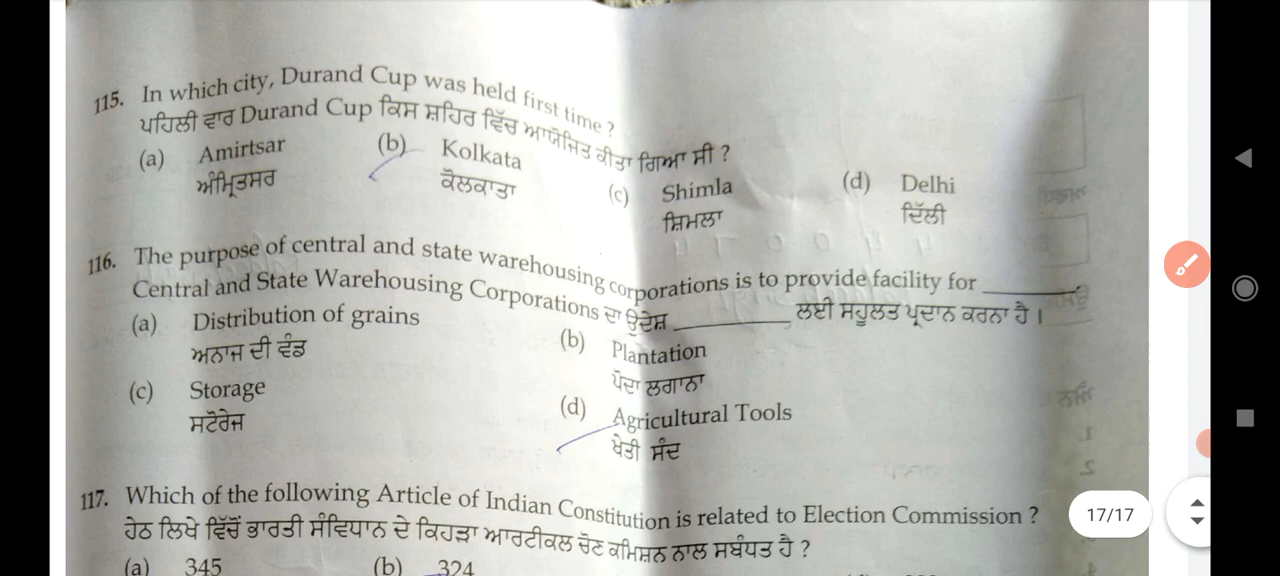 115. In which city, Durand Cup was held first time ?
ਪਹਿਲੀ ਵਾਰ Durand Cup ਕਿਸ ਸ਼ਹਿਰ ਵਿੱਚ ਆਯੋਜਿਤ ਕੀਤਾ ਗਿਆ ਸੀ ?
(a) Amirtsar (b) Kolkata (c) Shimla (d) Delhi
ਅੰਮ੍ਰਿਤਸਰ ਕੋਲਕਾਤਾ ਸ਼ਿਮਲਾ ਦਿੱਲੀ
116. The purpose of central and state warehousing corporations is to provide facility for ________.
Central and State Warehousing Corporations ਦਾ ਉਦੇਸ਼ ________ ਲਈ ਸਹੂਲਤ ਪ੍ਰਦਾਨ ਕਰਨਾ ਹੈ।
(a) Distribution of grains (b) Plantation
ਅਨਾਜ ਦੀ ਵੰਡ ਪੌਦਾ ਲਗਾਨਾ
(c) Storage (d) Agricultural Tools
ਸਟੋਰੇਜ ਖੇਤੀ ਸੰਦ
117. Which of the following Article of Indian Constitution is related to Election Commission ?
ਹੇਠ ਲਿਖੇ ਵਿੱਚੋਂ ਭਾਰਤੀ ਸੰਵਿਧਾਨ ਦੇ ਕਿਹੜਾ ਆਰਟੀਕਲ ਚੋਣ ਕਮਿਸ਼ਨ ਨਾਲ ਸਬੰਧਤ ਹੈ ?
(a) 345 (b) 324
17/17